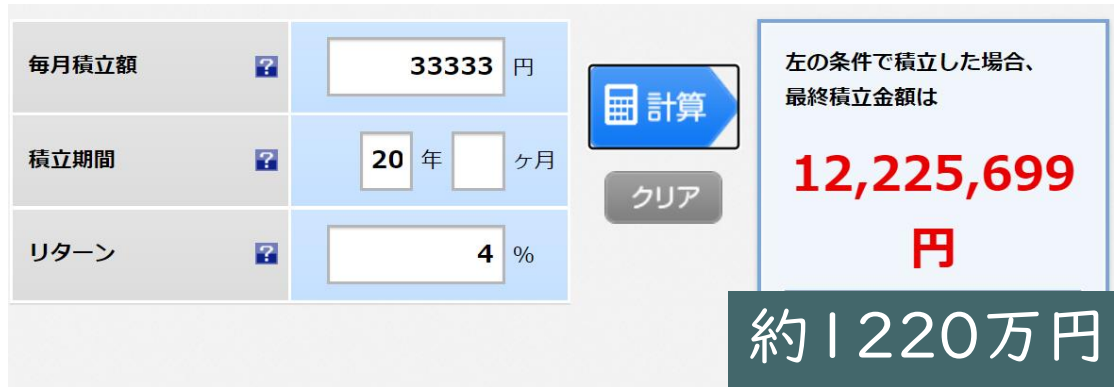 毎月積立額 ? 33333 円
積立期間 ? 20 年 ヶ月
リターン ? 4 %
計算
クリア
左の条件で積立した場合、
最終積立金額は
12,225,699
円
約1220万円